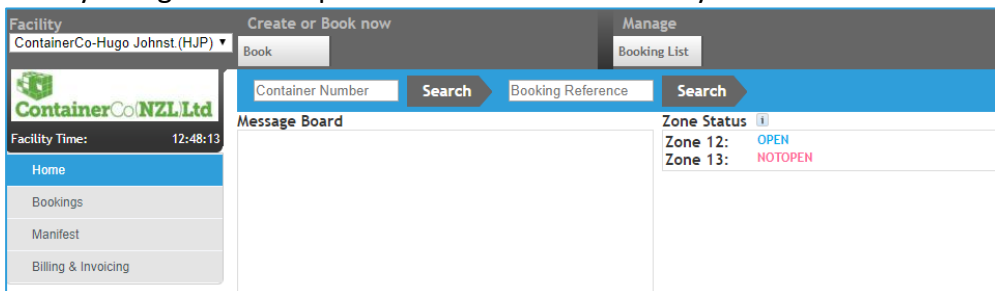 Facility
ContainerCo-Hugo Johnst.(HJP)
Create or Book now
Book
Manage
Booking List
ContainerCo(NZL)Ltd
Facility Time: 12:48:13
Home
Bookings
Manifest
Billing & Invoicing
Container Number Search Booking Reference Search
Message Board
Zone Status i
Zone 12: OPEN
Zone 13: NOTOPEN